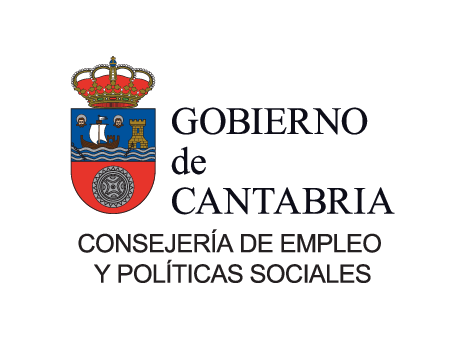 GOBIERNO
de
CANTABRIA
CONSEJERÍA DE EMPLEO
Y POLÍTICAS SOCIALES